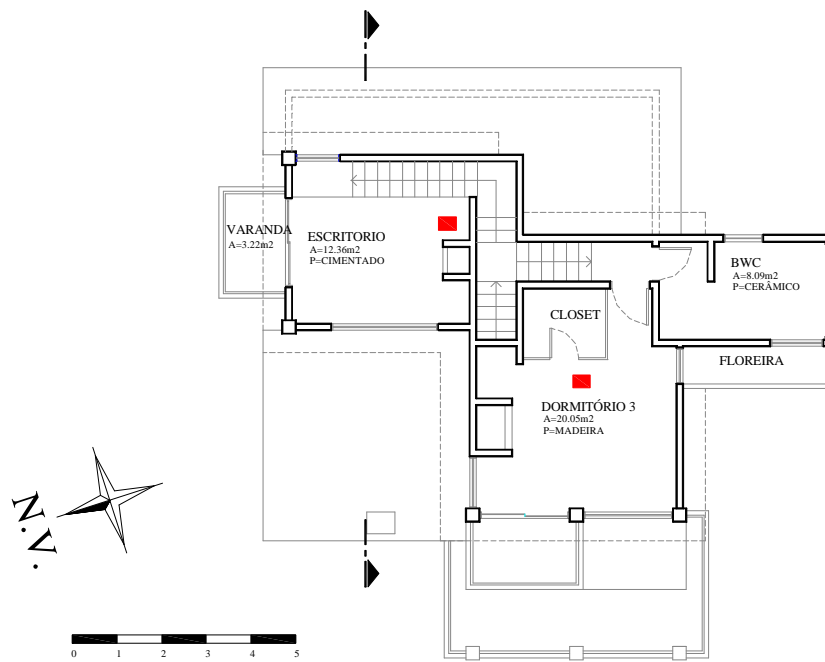 VARANDA
A=3.22m2
ESCRITORIO
A=12.36m2
P=CIMENTADO
BWC
A=8.09m2
P=CERÂMICO
CLOSET
FLOREIRA
DORMITÓRIO 3
A=20.05m2
P=MADEIRA
N.V.
0 1 2 3 4 5